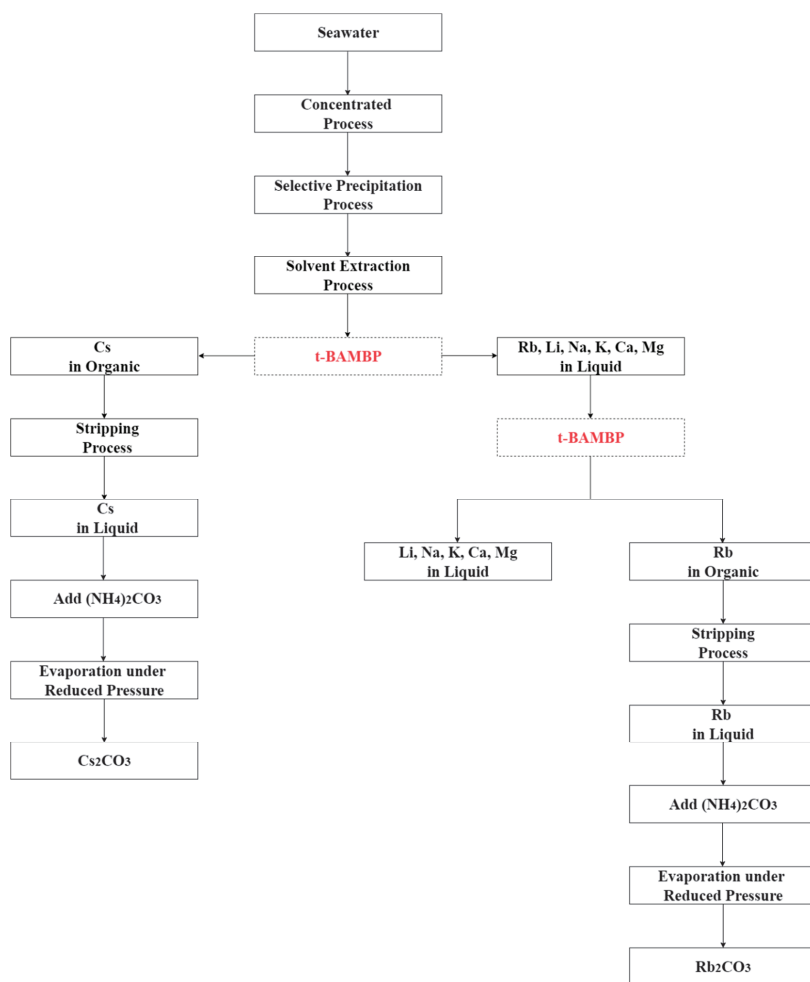 Seawater
Concentrated
Process
Selective Precipitation
Process
Solvent Extraction
Process
Cs
in Organic
t-BAMBP
Rb, Li, Na, K, Ca, Mg
in Liquid
Stripping
Process
t-BAMBP
Cs
in Liquid
Li, Na, K, Ca, Mg
in Liquid
Rb
in Organic
Add (NH4)2CO3
Stripping
Process
Evaporation under
Reduced Pressure
Rb
in Liquid
Cs2CO3
Add (NH4)2CO3
Evaporation under
Reduced Pressure
Rb2CO3